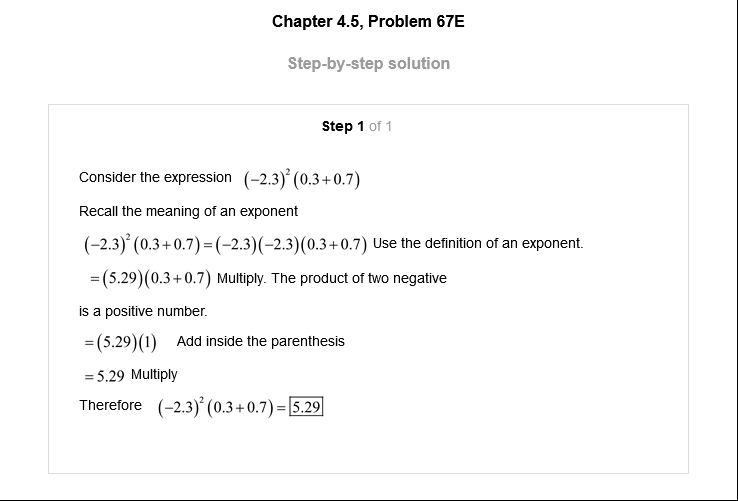 Chapter 4.5, Problem 67E
Step-by-step solution
Step 1 of 1
Consider the expression (−2.3)²(0.3+0.7)
Recall the meaning of an exponent
(−2.3)²(0.3+0.7)=(−2.3)(−2.3)(0.3+0.7) Use the definition of an exponent.
=(5.29)(0.3+0.7) Multiply. The product of two negative
is a positive number.
=(5.29)(1) Add inside the parenthesis
=5.29 Multiply
Therefore (−2.3)²(0.3+0.7)=5.29